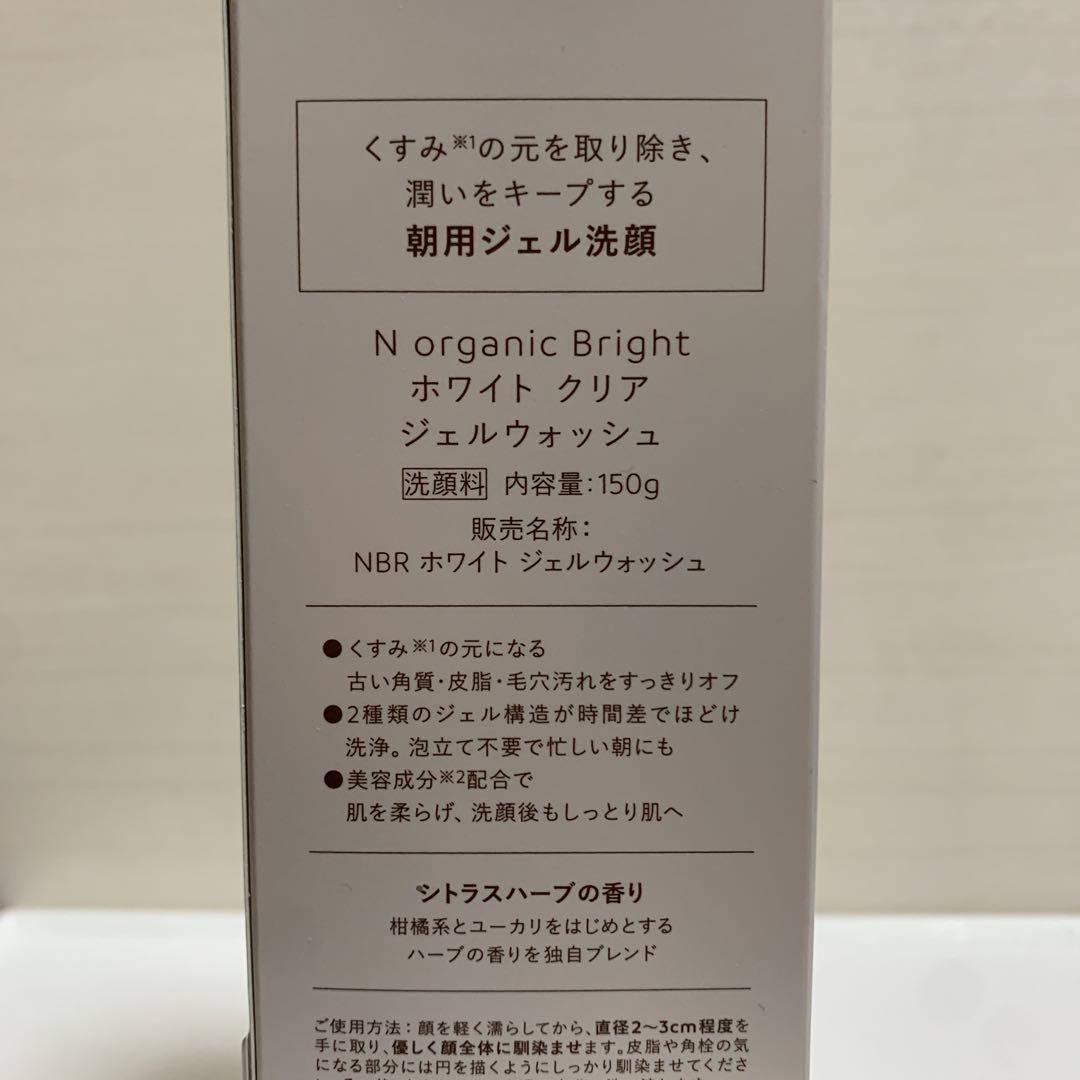 くすみ※1の元を取り除き、
潤いをキープする
朝用ジェル洗顔
N organic Bright
ホワイト クリア
ジェルウォッシュ
洗顔料 内容量：150g
販売名称：
NBR ホワイト ジェルウォッシュ
●くすみ※1の元になる
古い角質・皮脂・毛穴汚れをすっきりオフ
●2種類のジェル構造が時間差でほどけ
洗浄。泡立て不要で忙しい朝にも
●美容成分※2配合で
肌を柔らげ、洗顔後もしっとり肌へ
シトラスハーブの香り
柑橘系とユーカリをはじめとする
ハーブの香りを独自ブレンド
ご使用方法：顔を軽く濡らしてから、直径2〜3cm程度を
手に取り、優しく顔全体に馴染ませます。皮脂や角栓の気
になる部分には円を描くようにしっかり馴染ませてくださ